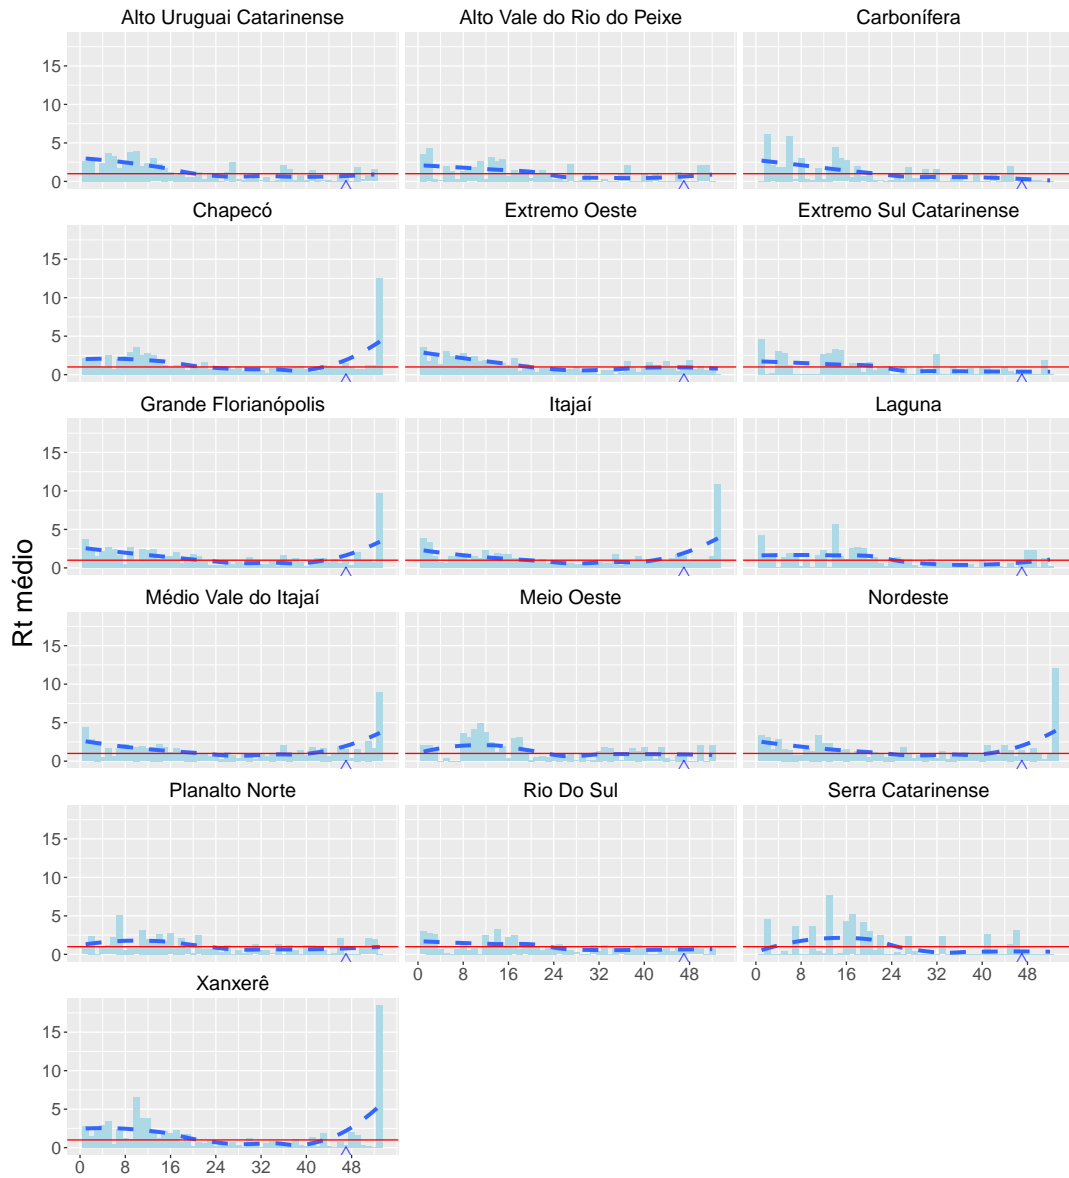 Alto Uruguai Catarinense Alto Vale do Rio do Peixe Carbonífera
15
10
5
0
Chapecó Extremo Oeste Extremo Sul Catarinense
15
10
5
0
Grande Florianópolis Itajaí Laguna
15
10
5
0
Rt médio
Médio Vale do Itajaí Meio Oeste Nordeste
15
10
5
0
Planalto Norte Rio Do Sul Serra Catarinense
15
10
5
0
0 8 16 24 32 40 48 0 8 16 24 32 40 48
Xanxerê
15
10
5
0
0 8 16 24 32 40 48